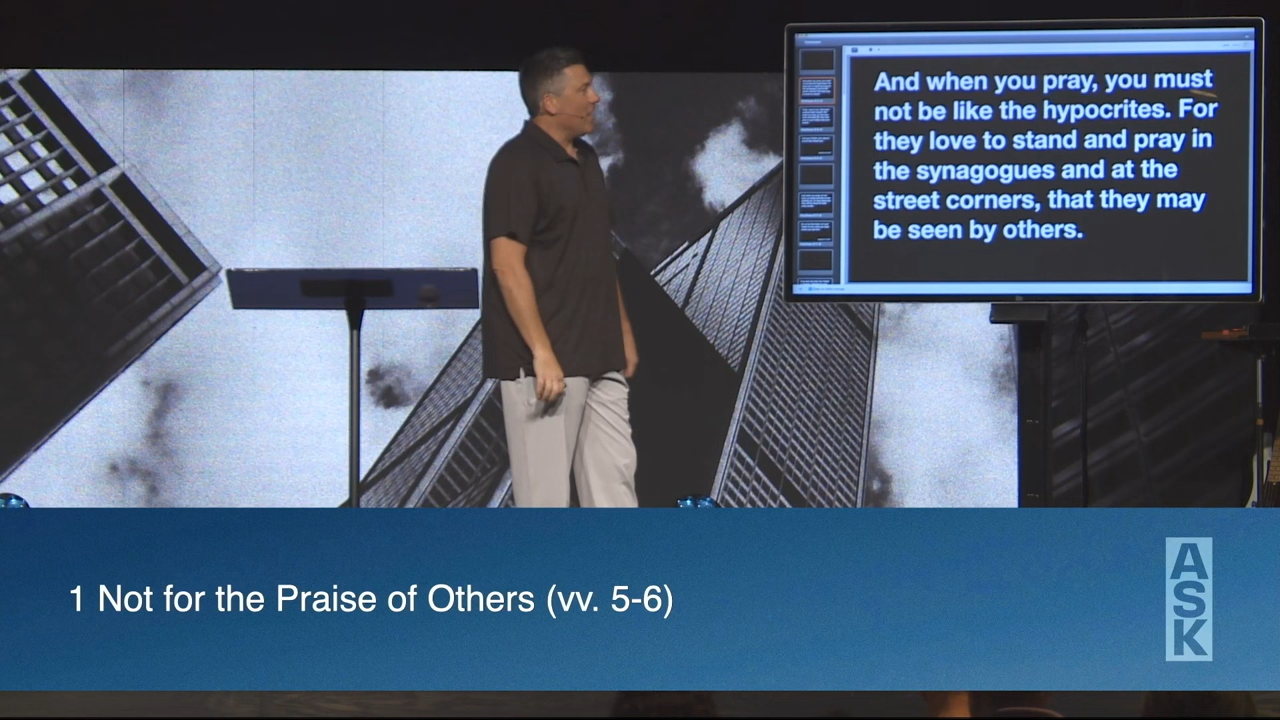 And when you pray, you must
not be like the hypocrites. For
they love to stand and pray in
the synagogues and at the
street corners, that they may
be seen by others.
1 Not for the Praise of Others (vv. 5-6)
ASK